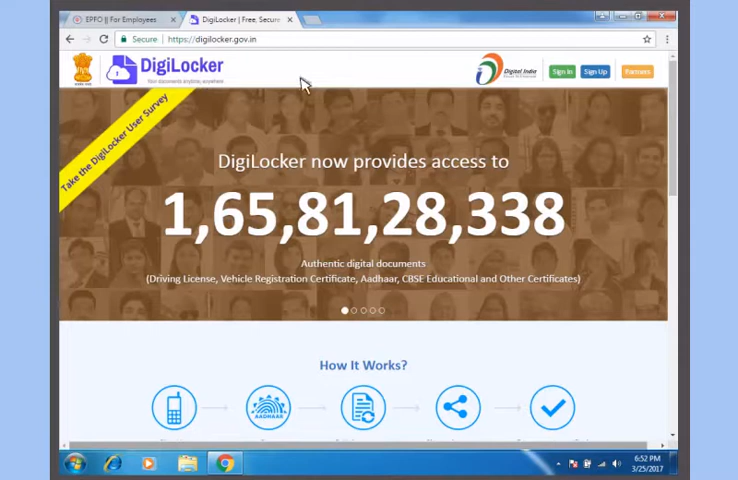 EPFO || For Employees
DigiLocker | Free, Secure
Secure
https://digilocker.gov.in
DigiLocker
Your documents anytime, anywhere
Digital India
Sign In
Sign Up
Partners
Take the DigiLocker User Survey
DigiLocker now provides access to
1,65,81,28,338
Authentic digital documents
(Driving License, Vehicle Registration Certificate, Aadhaar, CBSE Educational and Other Certificates)
How It Works?
AADHAAR
6:52 PM
3/25/2017